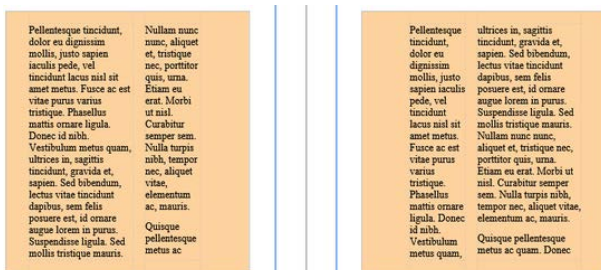 Pellentesque tincidunt,
dolor eu dignissim
mollis, justo sapien
iaculis pede, vel
tincidunt lacus nisl sit
amet metus. Fusce ac est
vitae purus varius
tristique. Phasellus
mattis ornare ligula.
Donec id nibh.
Vestibulum metus quam,
ultrices in, sagittis
tincidunt, gravida et,
sapien. Sed bibendum,
lectus vitae tincidunt
dapibus, sem felis
posuere est, id ornare
augue lorem in purus.
Suspendisse ligula. Sed
mollis tristique mauris.
Nullam nunc
nunc, aliquet
et, tristique
nec, porttitor
quis, urna.
Etiam eu
erat. Morbi
ut nisl.
Curabitur
semper sem.
Nulla turpis
nibh, tempor
nec, aliquet
vitae,
elementum
ac, mauris.
Quisque
pellentesque
metus ac
Pellentesque
tincidunt,
dolor eu
dignissim
mollis, justo
sapien iaculis
pede, vel
tincidunt
lacus nisl sit
amet metus.
Fusce ac est
vitae purus
varius
tristique.
Phasellus
mattis ornare
ligula. Donec
id nibh.
Vestibulum
metus quam,
ultrices in, sagittis
tincidunt, gravida et,
sapien. Sed bibendum,
lectus vitae tincidunt
dapibus, sem felis
posuere est, id ornare
augue lorem in purus.
Suspendisse ligula. Sed
mollis tristique mauris.
Nullam nunc nunc,
aliquet et, tristique nec,
porttitor quis, urna.
Etiam eu erat. Morbi ut
nisl. Curabitur semper
sem. Nulla turpis nibh,
tempor nec, aliquet vitae,
elementum ac, mauris.
Quisque pellentesque
metus ac quam. Donec